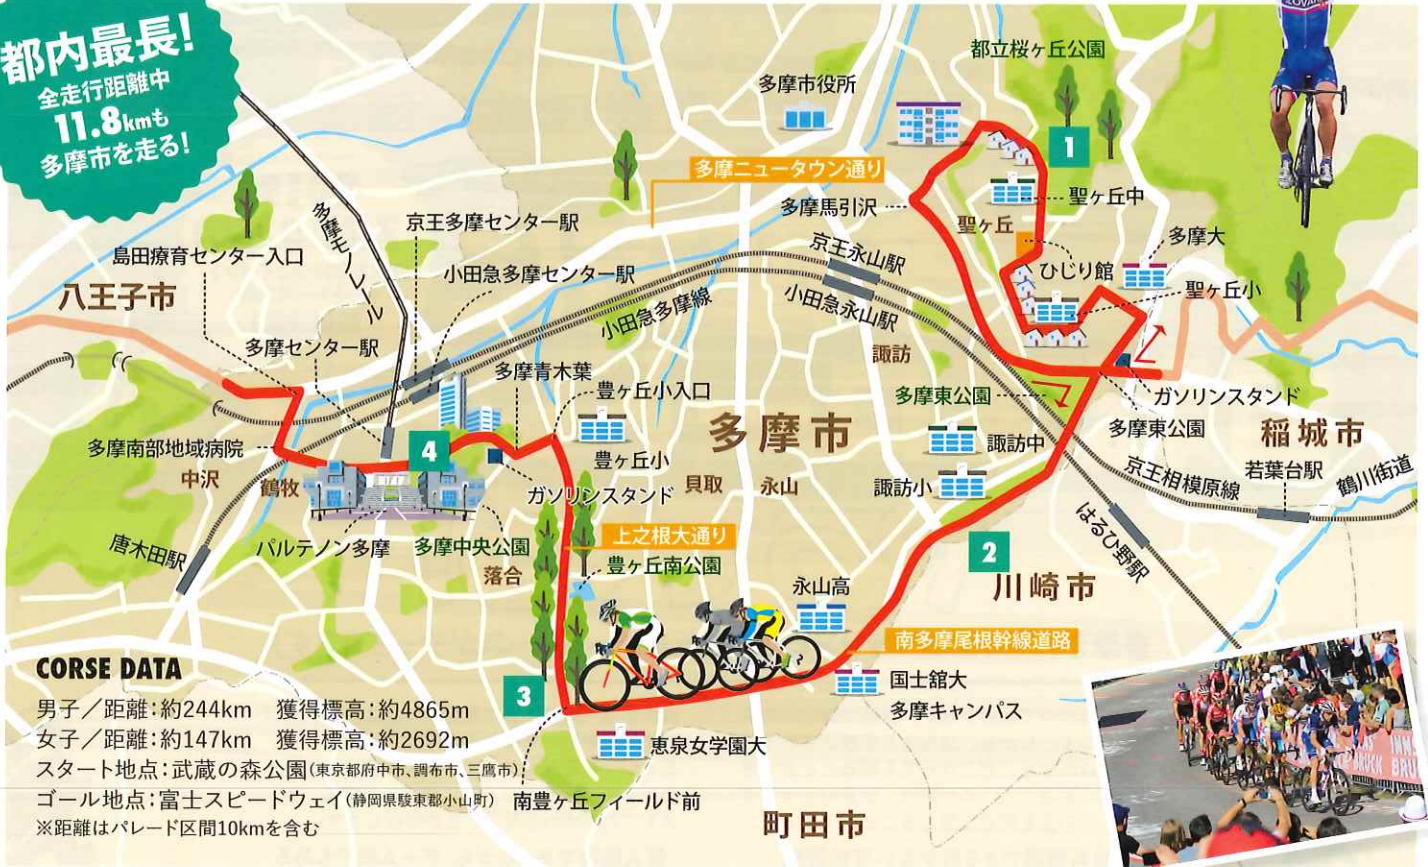 都内最長!
全走行距離中
11.8kmも
多摩市を走る!
都立桜ヶ丘公園
多摩市役所
1
多摩ニュータウン通り
聖ヶ丘中
多摩馬引沢
聖ヶ丘
多摩モノレール
京王多摩センター駅
京王永山駅
多摩大
島田療育センター入口
小田急多摩センター駅
ひじり館
八王子市
小田急永山駅
聖ヶ丘小
小田急多摩線
多摩センター駅
諏訪
多摩青木葉
豊ヶ丘小入口
多摩東公園
ガソリンスタンド
多摩市
多摩東公園
稲城市
多摩南部地域病院
4
諏訪中
中沢
鶴牧
豊ヶ丘小
京王相模原線
若葉台駅
鶴川街道
ガソリンスタンド
貝取
永山
諏訪小
唐木田駅
パルテノン多摩
多摩中央公園
上之根大通り
はるひ野駅
落合
豊ヶ丘南公園
2
永山高
川崎市
南多摩尾根幹線道路
CORSE DATA
3
国士舘大
多摩キャンパス
男子/距離:約244km 獲得標高:約4865m
女子/距離:約147km 獲得標高:約2692m
恵泉女学園大
スタート地点:武蔵の森公園(東京都府中市、調布市、三鷹市)
ゴール地点:富士スピードウェイ(静岡県駿東郡小山町)
南豊ヶ丘フィールド前
※距離はパレード区間10kmを含む
町田市